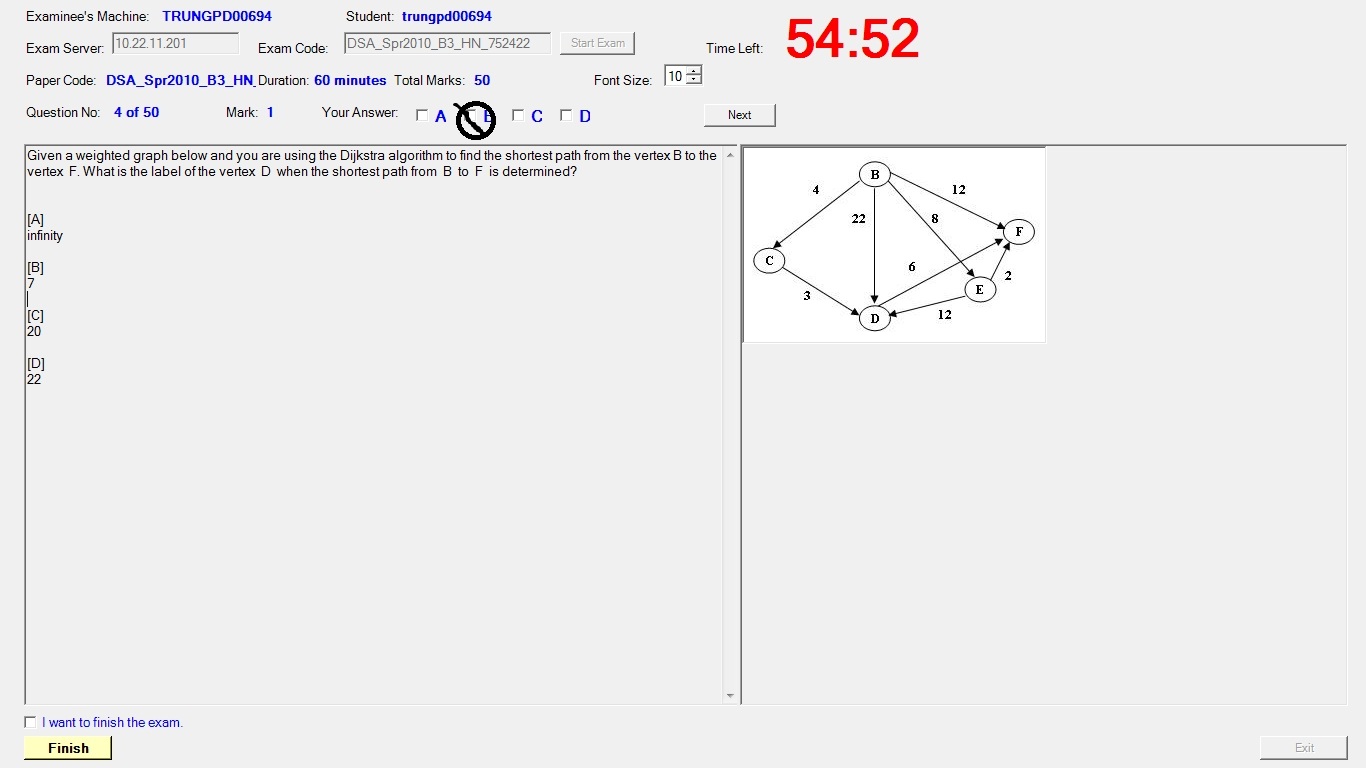 Examinee's Machine: TRUNGPD00694 Student: trungpd00694
54:52
Exam Server: 10.22.11.201 Exam Code: DSA_Spr2010_B3_HN_752422 Start Exam Time Left:
Paper Code: DSA_Spr2010_B3_HN_ Duration: 60 minutes Total Marks: 50 Font Size: 10
Question No: 4 of 50 Mark: 1 Your Answer: A B C D Next
Given a weighted graph below and you are using the Dijkstra algorithm to find the shortest path from the vertex B to the
vertex F. What is the label of the vertex D when the shortest path from B to F is determined?
[A]
infinity
[B]
7
[C]
20
[D]
22
B
4 12
22 8
F
C
6
2
E
3
12
D
I want to finish the exam.
Finish Exit